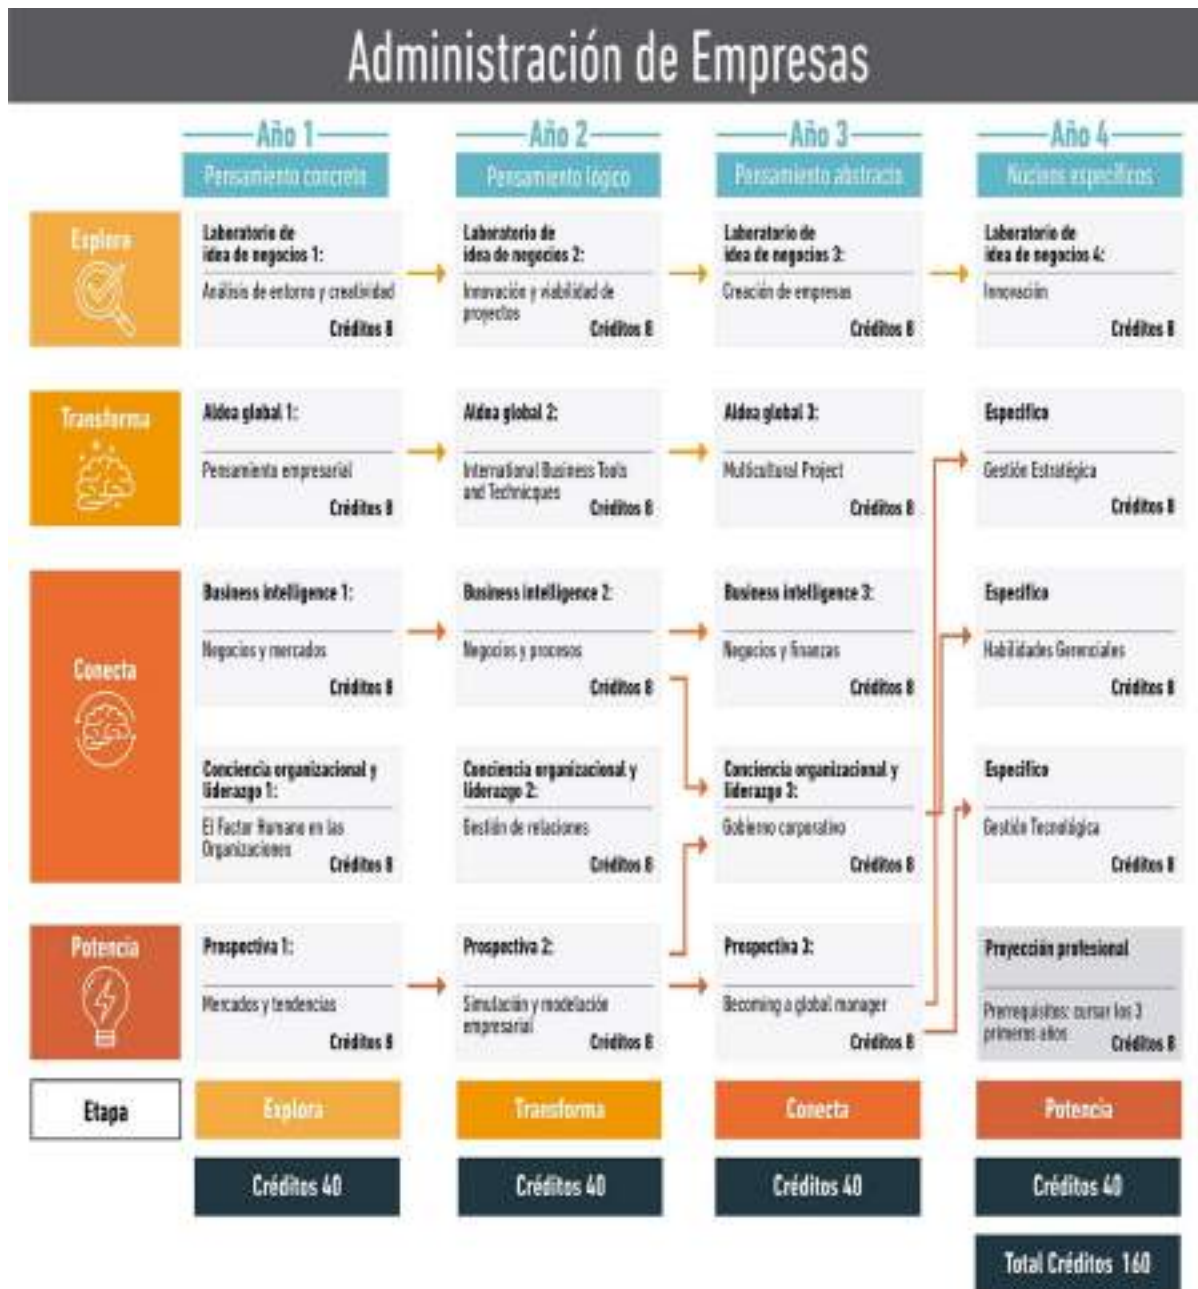 Administración de Empresas
Año 1
Año 2
Año 3
Año 4
Pensamiento concreto
Pensamiento lógico
Pensamiento abstracto
Núcleos específicos
Explora
Laboratorio de
idea de negocios 1:
Análisis de entorno y creatividad
Créditos 8
Laboratorio de
idea de negocios 2:
Innovación y viabilidad de
proyectos
Créditos 8
Laboratorio de
idea de negocios 3:
Creación de empresas
Créditos 8
Laboratorio de
idea de negocios 4:
Innovación
Créditos 8
Transforma
Aldea global 1:
Pensamiento empresarial
Créditos 8
Aldea global 2:
International Business Tools
and Technicques
Créditos 8
Aldea global 3:
Multicultural Project
Créditos 8
Específico
Gestión Estratégica
Créditos 8
Conecta
Business intelligence 1:
Negocios y mercados
Créditos 8
Business intelligence 2:
Negocios y procesos
Créditos 8
Business intelligence 3:
Negocios y finanzas
Créditos 8
Específico
Habilidades Gerenciales
Créditos 8
Conciencia organizacional y
liderazgo 1:
El Factor Humano en las
Organizaciones
Créditos 8
Conciencia organizacional y
liderazgo 2:
Gestión de relaciones
Créditos 8
Conciencia organizacional y
liderazgo 3:
Gobierno corporativo
Créditos 8
Específico
Gestión Tecnológica
Créditos 8
Potencia
Prospectiva 1:
Mercados y tendencias
Créditos 8
Prospectiva 2:
Simulación y modelación
empresarial
Créditos 8
Prospectiva 3:
Becoming a global manager
Créditos 8
Proyección profesional
Prerrequisitos: cursar los 3
primeros años
Créditos 8
Etapa
Explora
Transforma
Conecta
Potencia
Créditos 40
Créditos 40
Créditos 40
Créditos 40
Total Créditos 160